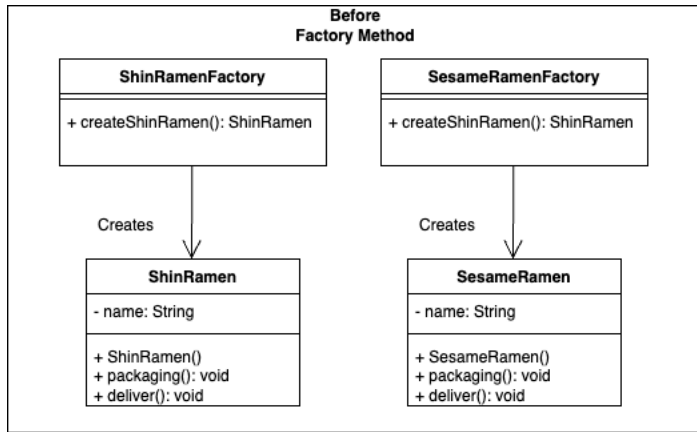 Before
Factory Method
ShinRamenFactory
+ createShinRamen(): ShinRamen
Creates
ShinRamen
- name: String
+ ShinRamen()
+ packaging(): void
+ deliver(): void
SesameRamenFactory
+ createShinRamen(): ShinRamen
Creates
SesameRamen
- name: String
+ SesameRamen()
+ packaging(): void
+ deliver(): void